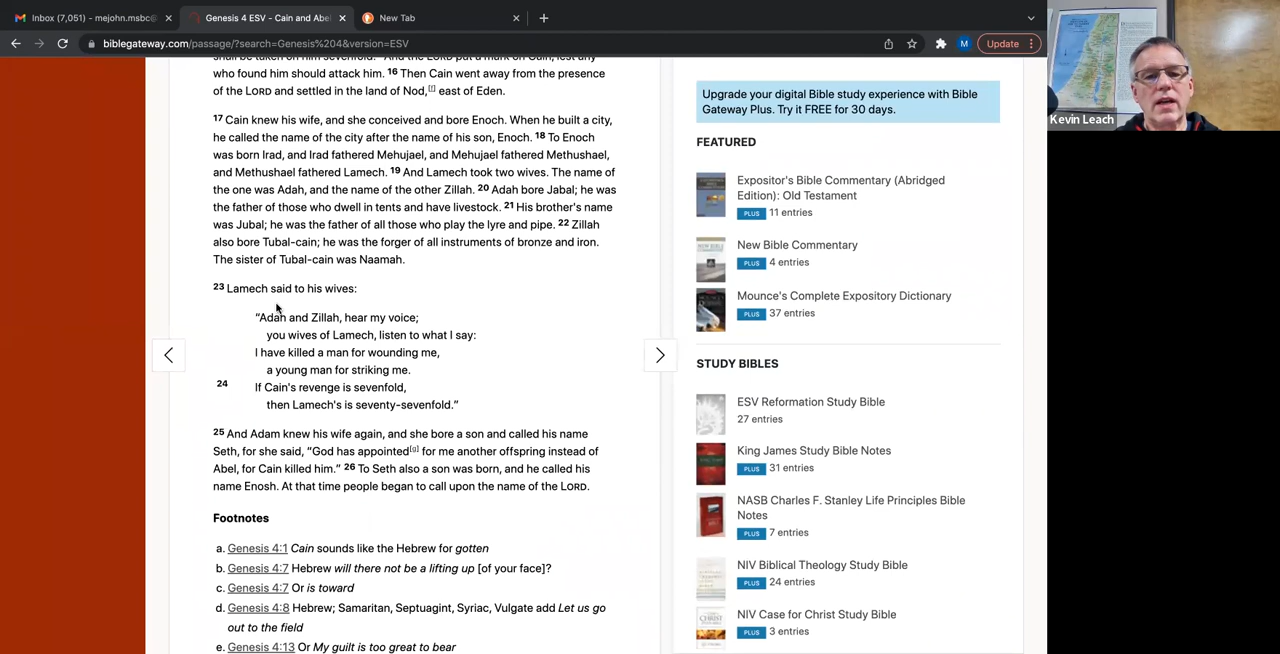 Inbox (7,051) - mejohn.msbc@
Genesis 4 ESV - Cain and Abel
New Tab
biblegateway.com/passage/?search=Genesis%204&version=ESV
M
Update
Kevin Leach
shall be taken on him sevenfold." And the LORD put a mark on Cain, lest any
who found him should attack him. 16 Then Cain went away from the presence
of the LORD and settled in the land of Nod,[f] east of Eden.
17 Cain knew his wife, and she conceived and bore Enoch. When he built a city,
he called the name of the city after the name of his son, Enoch. 18 To Enoch
was born Irad, and Irad fathered Mehujael, and Mehujael fathered Methushael,
and Methushael fathered Lamech. 19 And Lamech took two wives. The name of
the one was Adah, and the name of the other Zillah. 20 Adah bore Jabal; he was
the father of those who dwell in tents and have livestock. 21 His brother's name
was Jubal; he was the father of all those who play the lyre and pipe. 22 Zillah
also bore Tubal-cain; he was the forger of all instruments of bronze and iron.
The sister of Tubal-cain was Naamah.
23 Lamech said to his wives:
"Adah and Zillah, hear my voice;
you wives of Lamech, listen to what I say:
I have killed a man for wounding me,
a young man for striking me.
24 If Cain's revenge is sevenfold,
then Lamech's is seventy-sevenfold."
25 And Adam knew his wife again, and she bore a son and called his name
Seth, for she said, "God has appointed[g] for me another offspring instead of
Abel, for Cain killed him." 26 To Seth also a son was born, and he called his
name Enosh. At that time people began to call upon the name of the LORD.
Footnotes
a. Genesis 4:1 Cain sounds like the Hebrew for gotten
b. Genesis 4:7 Hebrew will there not be a lifting up [of your face]?
c. Genesis 4:7 Or is toward
d. Genesis 4:8 Hebrew; Samaritan, Septuagint, Syriac, Vulgate add Let us go
out to the field
e. Genesis 4:13 Or My guilt is too great to bear
Upgrade your digital Bible study experience with Bible
Gateway Plus. Try it FREE for 30 days.
FEATURED
Expositor's Bible Commentary (Abridged
Edition): Old Testament
PLUS 11 entries
New Bible Commentary
PLUS 4 entries
Mounce's Complete Expository Dictionary
PLUS 37 entries
STUDY BIBLES
ESV Reformation Study Bible
27 entries
King James Study Bible Notes
PLUS 31 entries
NASB Charles F. Stanley Life Principles Bible
Notes
PLUS 7 entries
NIV Biblical Theology Study Bible
PLUS 24 entries
NIV Case for Christ Study Bible
PLUS 3 entries